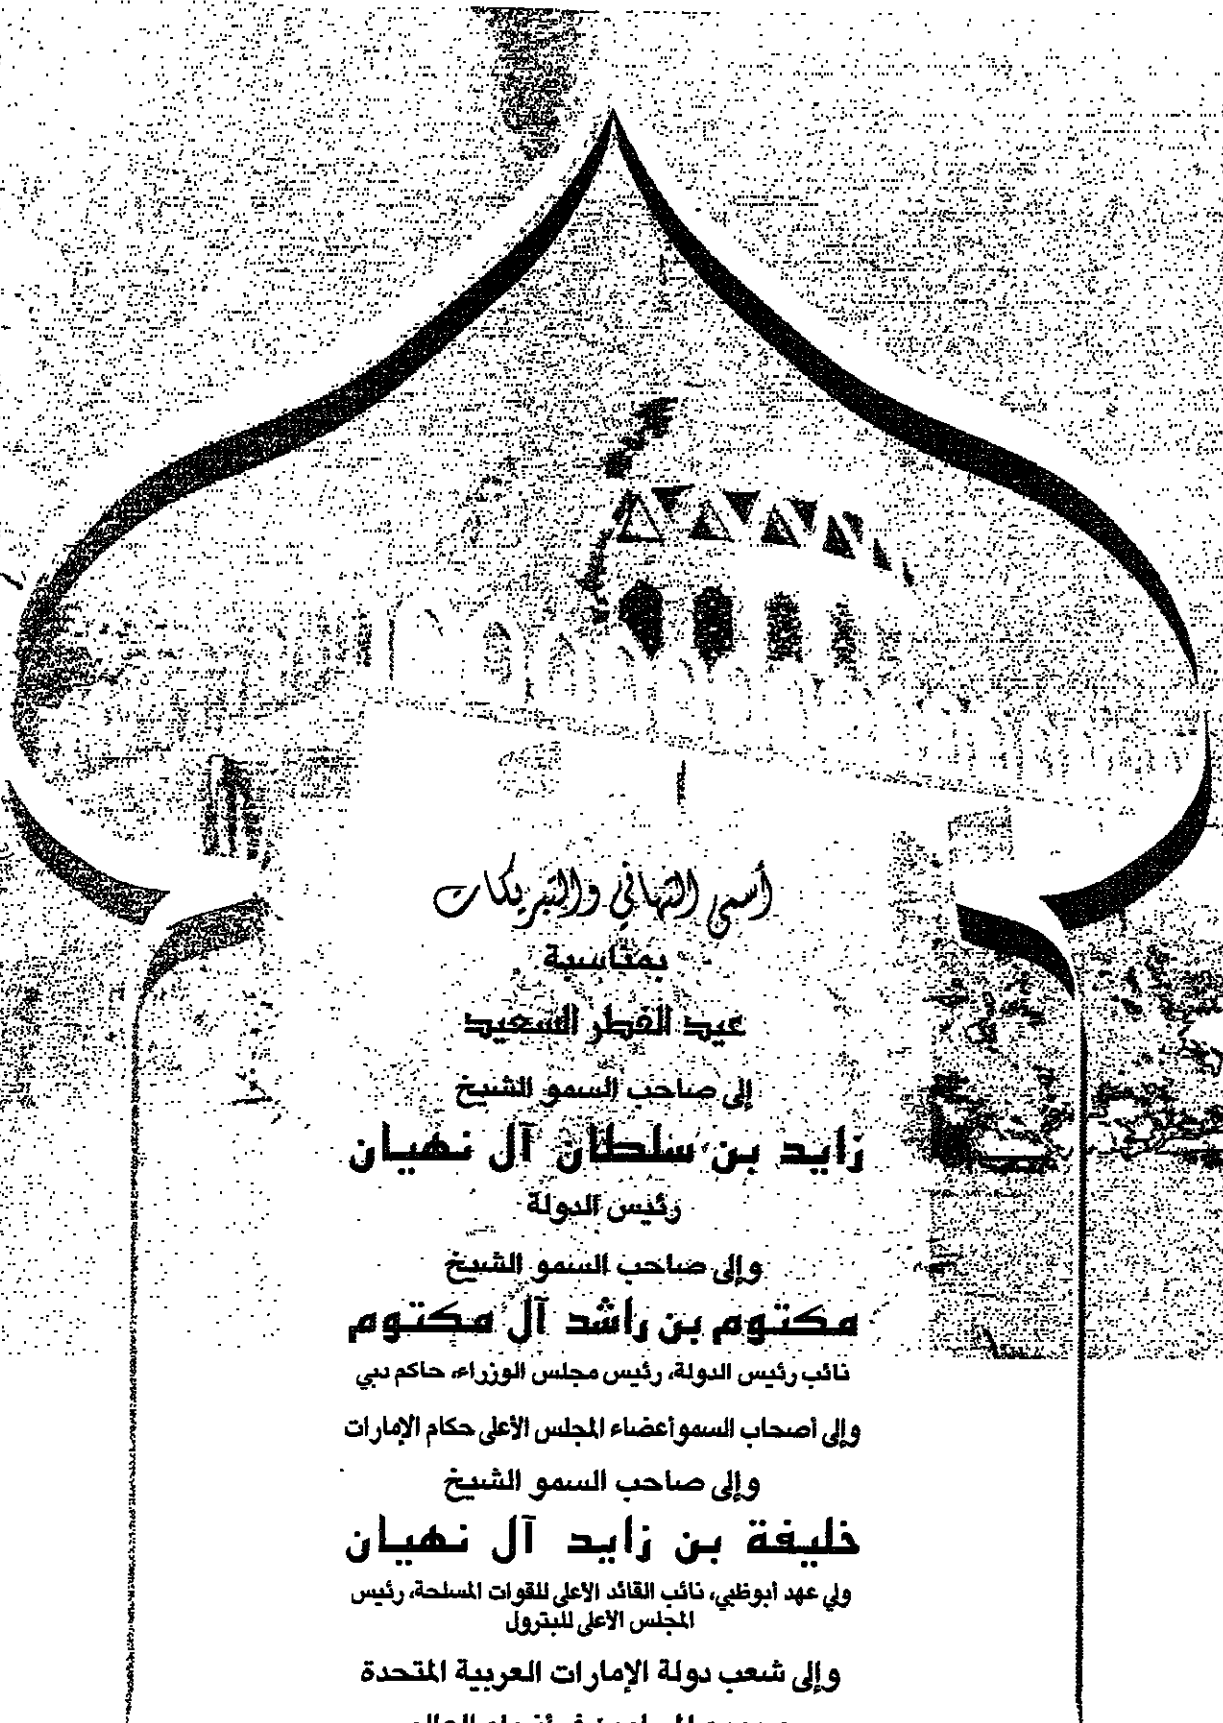 أسمى التهاني والتبريكات
بمناسبة
عيد الفطر السعيد
إلى صاحب السمو الشيخ
زايد بن سلطان آل نهيان
رئيس الدولة
وإلى صاحب السمو الشيخ
مكتوم بن راشد آل مكتوم
نائب رئيس الدولة، رئيس مجلس الوزراء، حاكم دبي
وإلى أصحاب السمو أعضاء المجلس الأعلى حكام الإمارات
وإلى صاحب السمو الشيخ
خليفة بن زايد آل نهيان
ولي عهد أبوظبي، نائب القائد الأعلى للقوات المسلحة، رئيس
المجلس الأعلى للبترول
وإلى شعب دولة الإمارات العربية المتحدة